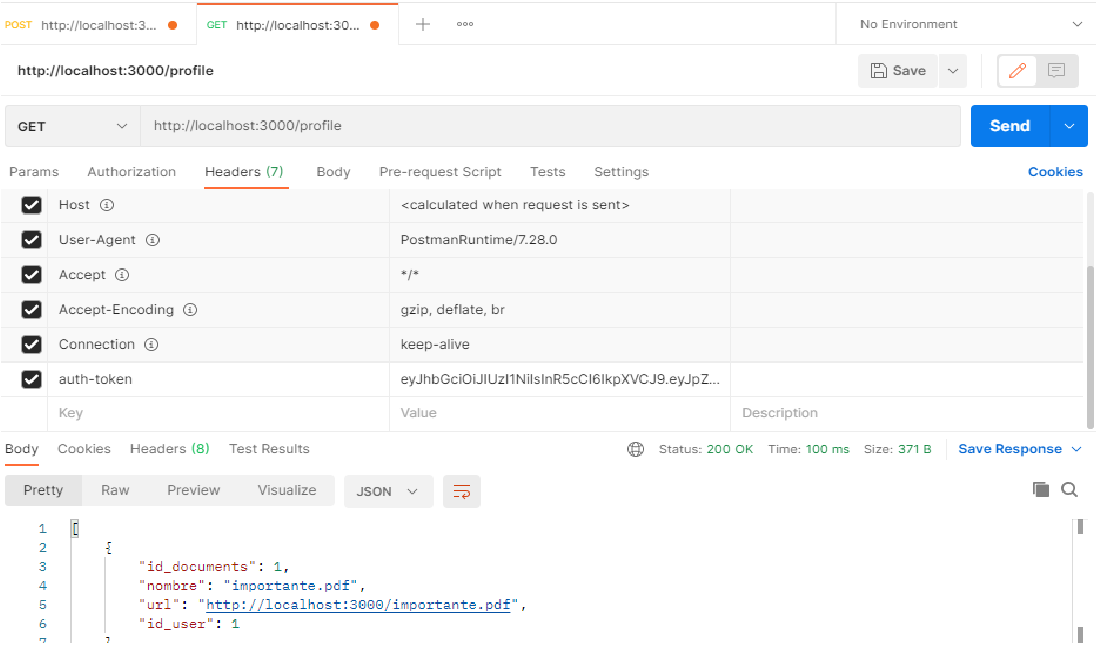 POST http://localhost:3... GET http://localhost:30... No Environment
http://localhost:3000/profile Save
GET http://localhost:3000/profile Send
Params Authorization Headers (7) Body Pre-request Script Tests Settings Cookies
Host <calculated when request is sent>
User-Agent PostmanRuntime/7.28.0
Accept */*
Accept-Encoding gzip, deflate, br
Connection keep-alive
auth-token eyJhbGciOiJIUzI1NiIsInR5cCI6IkpXVCJ9.eyJpZ...
Key Value Description
Body Cookies Headers (8) Test Results Status: 200 OK Time: 100 ms Size: 371 B Save Response
Pretty Raw Preview Visualize JSON
1 [
2 {
3 "id_documents": 1,
4 "nombre": "importante.pdf",
5 "url": "http://localhost:3000/importante.pdf",
6 "id_user": 1
7 }